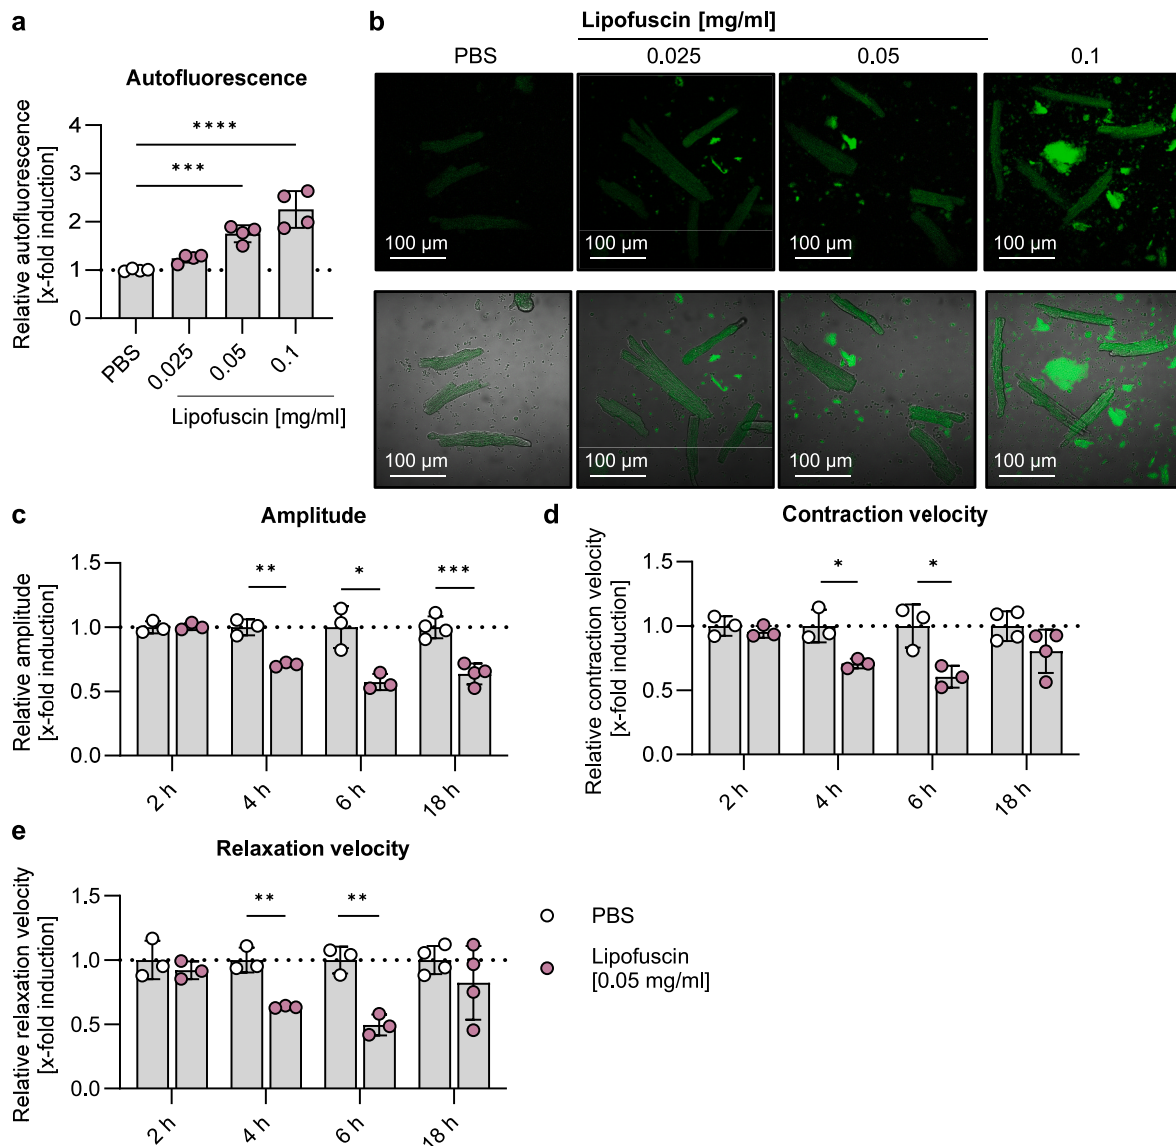 a
Autofluorescence
Relative autofluorescence
[x-fold induction]
4
3
2
1
0
****
***
PBS
0.025
0.05
0.1
Lipofuscin [mg/ml]
b
Lipofuscin [mg/ml]
PBS
0.025
0.05
0.1
100 µm
100 µm
100 µm
100 µm
100 µm
100 µm
100 µm
100 µm
c
Amplitude
Relative amplitude
[x-fold induction]
1.5
1.0
0.5
0.0
**
*
***
2 h
4 h
6 h
18 h
d
Contraction velocity
Relative contraction velocity
[x-fold induction]
1.5
1.0
0.5
0.0
*
*
2 h
4 h
6 h
18 h
e
Relaxation velocity
Relative relaxation velocity
[x-fold induction]
1.5
1.0
0.5
0.0
**
**
2 h
4 h
6 h
18 h
PBS
Lipofuscin
[0.05 mg/ml]